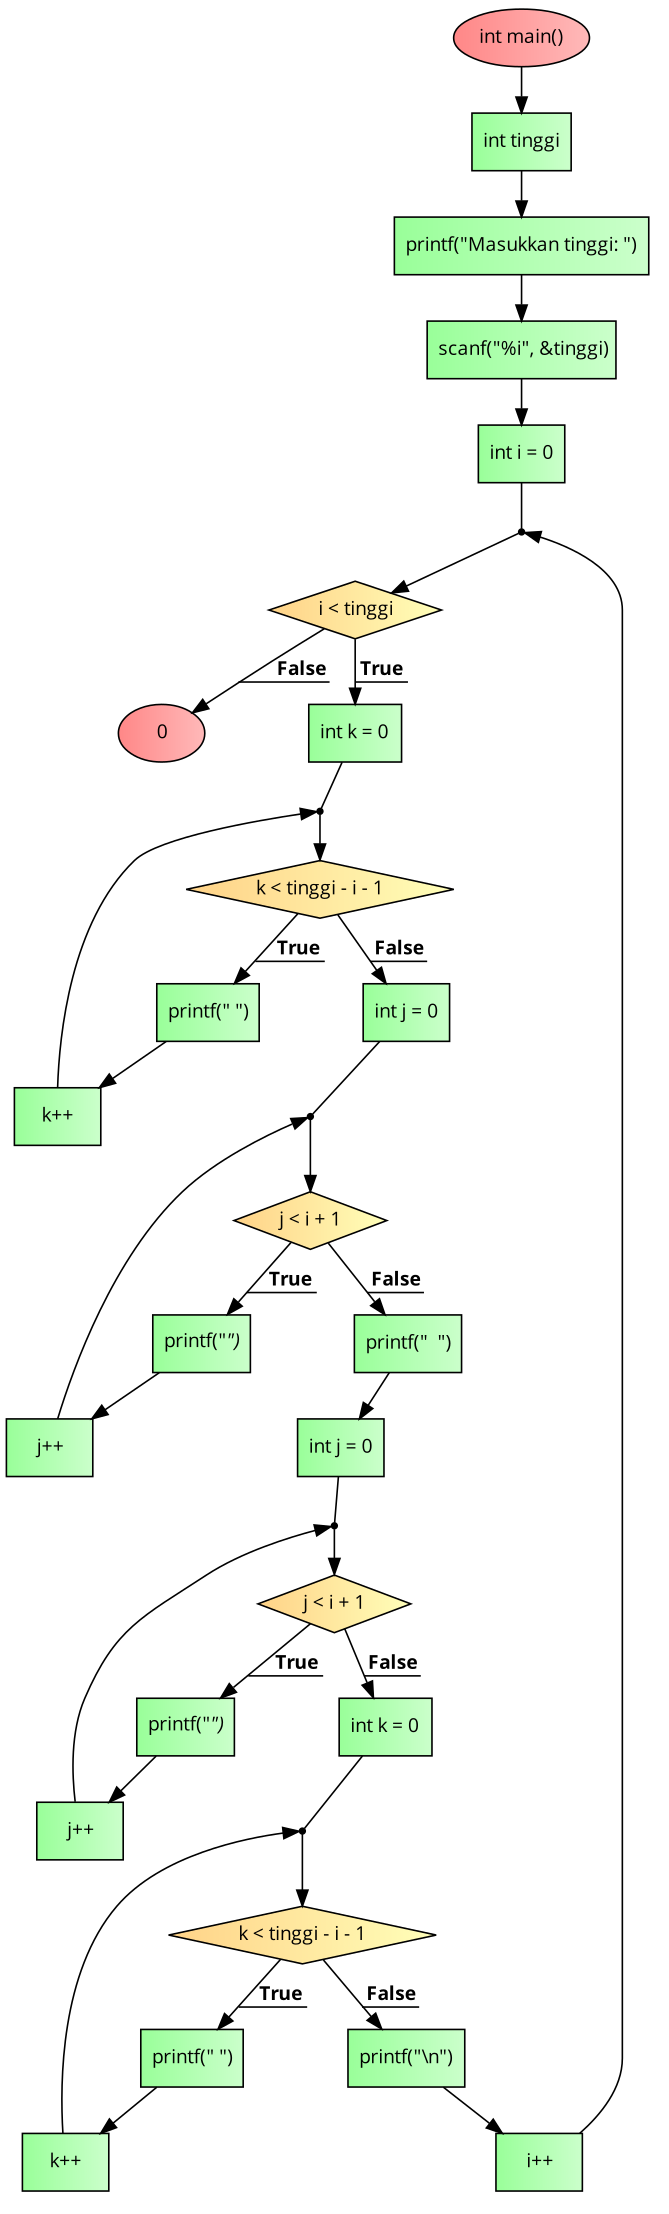 int main()
int tinggi
printf("Masukkan tinggi: ")
scanf("%i", &tinggi)
int i = 0
i < tinggi
False
True
0
int k = 0
k < tinggi - i - 1
True
False
printf(" ")
int j = 0
k++
j < i + 1
True
False
printf("")
printf("  ")
j++
int j = 0
j < i + 1
True
False
printf("")
int k = 0
j++
k < tinggi - i - 1
True
False
printf(" ")
printf("\n")
k++
i++